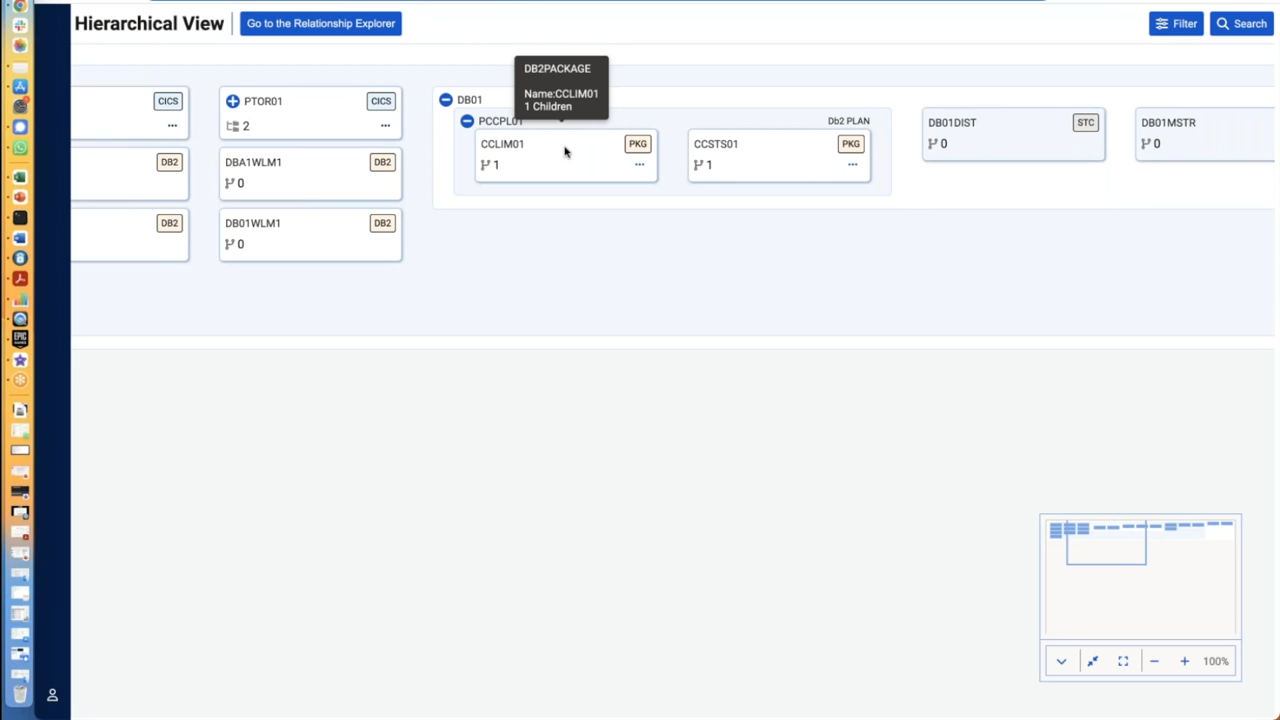 Hierarchical View
Go to the Relationship Explorer
Filter
Search
DB2PACKAGE
Name:CCLIM01
1 Children
CICS
...
DB2
DB2
PTOR01
CICS
2
...
DBA1WLM1
DB2
0
DB01WLM1
DB2
0
DB01
PCCPL01
Db2 PLAN
CCLIM01
PKG
1
...
CCSTS01
PKG
1
...
DB01DIST
STC
0
DB01MSTR
0
100%